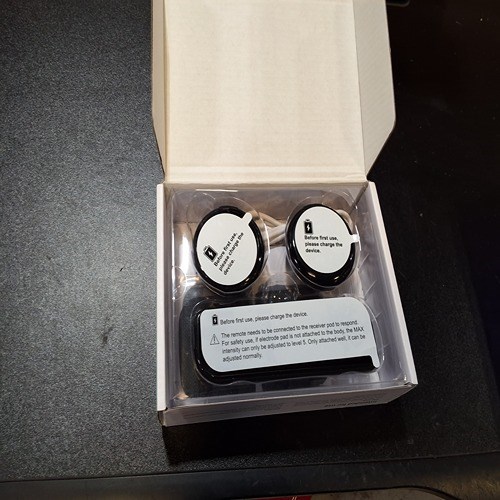 Before first use,
please charge the
device.
Before first use,
please charge the
device.
Before first use, please charge the device.
The remote needs to be connected to the receiver pod to respond.
For safety use, if electrode pad is not attached to the body, the MAX
intensity can only be adjusted to level 5. Only attached well, it can be
adjusted normally.